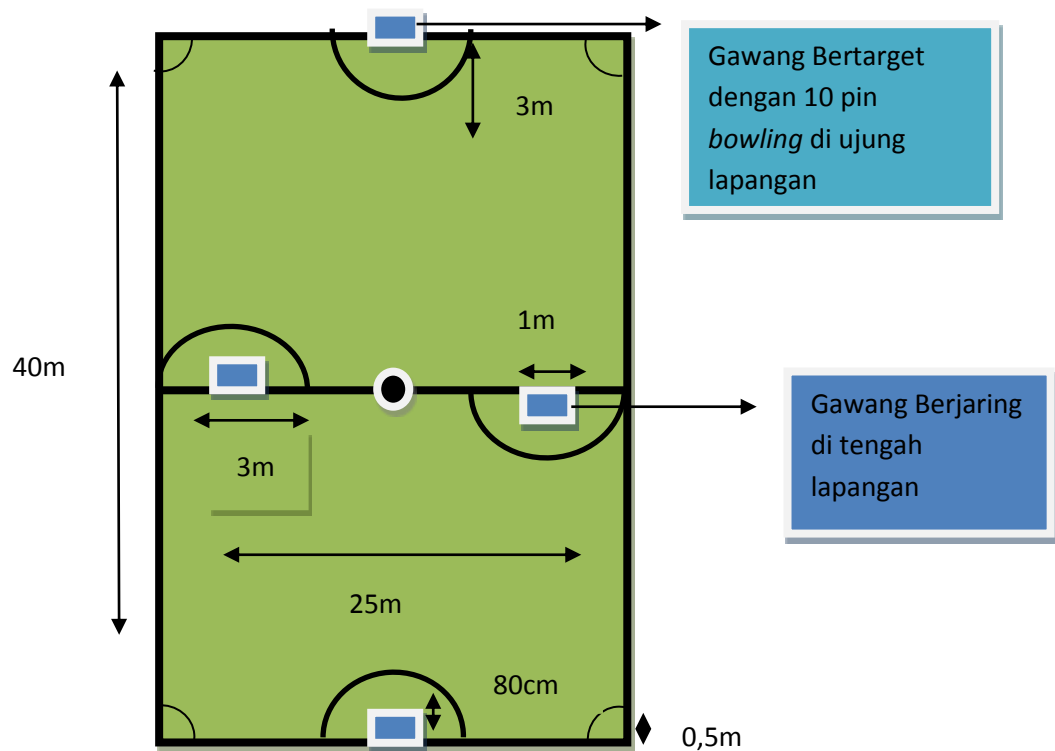 Gawang Bertarget
dengan 10 pin
bowling di ujung
lapangan
3m
1m
40m
Gawang Berjaring
di tengah
lapangan
3m
25m
80cm
0,5m